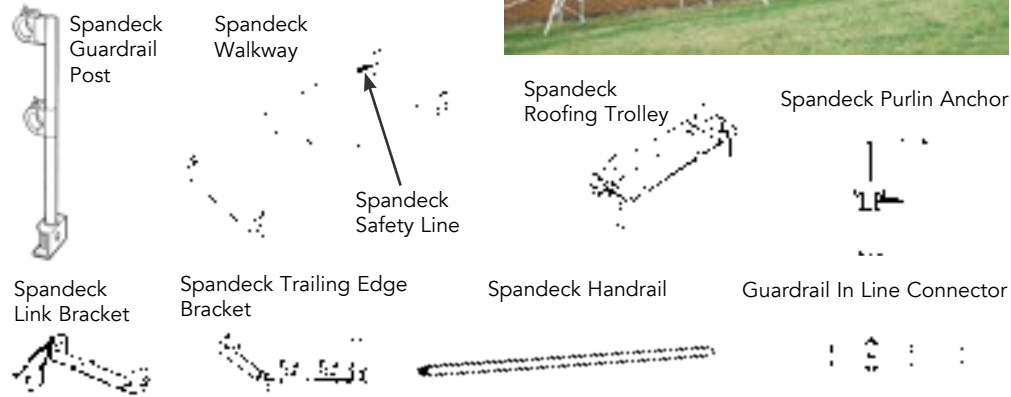 Spandeck
Guardrail
Post
Spandeck
Walkway
Spandeck
Safety Line
Spandeck
Roofing Trolley
Spandeck Purlin Anchor
Spandeck
Link Bracket
Spandeck Trailing Edge
Bracket
Spandeck Handrail
Guardrail In Line Connector